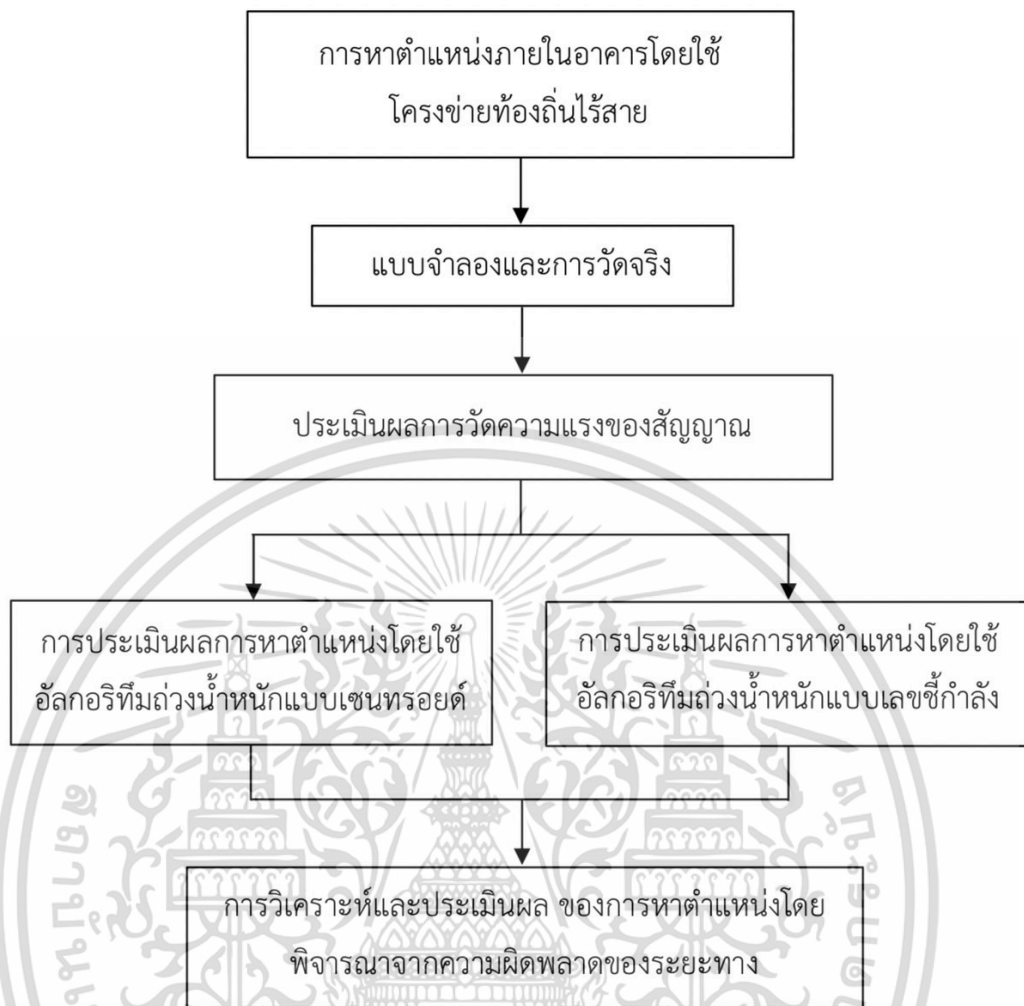 การหาตำแหน่งภายในอาคารโดยใช้
โครงข่ายท้องถิ่นไร้สาย
แบบจำลองและการวัดจริง
ประเมินผลการวัดความแรงของสัญญาณ
การประเมินผลการหาตำแหน่งโดยใช้
อัลกอริทึมถ่วงน้ำหนักแบบเซนทรอยด์
การประเมินผลการหาตำแหน่งโดยใช้
อัลกอริทึมถ่วงน้ำหนักแบบเลขชี้กำลัง
การวิเคราะห์และประเมินผล ของการหาตำแหน่งโดย
พิจารณาจากความผิดพลาดของระยะทาง